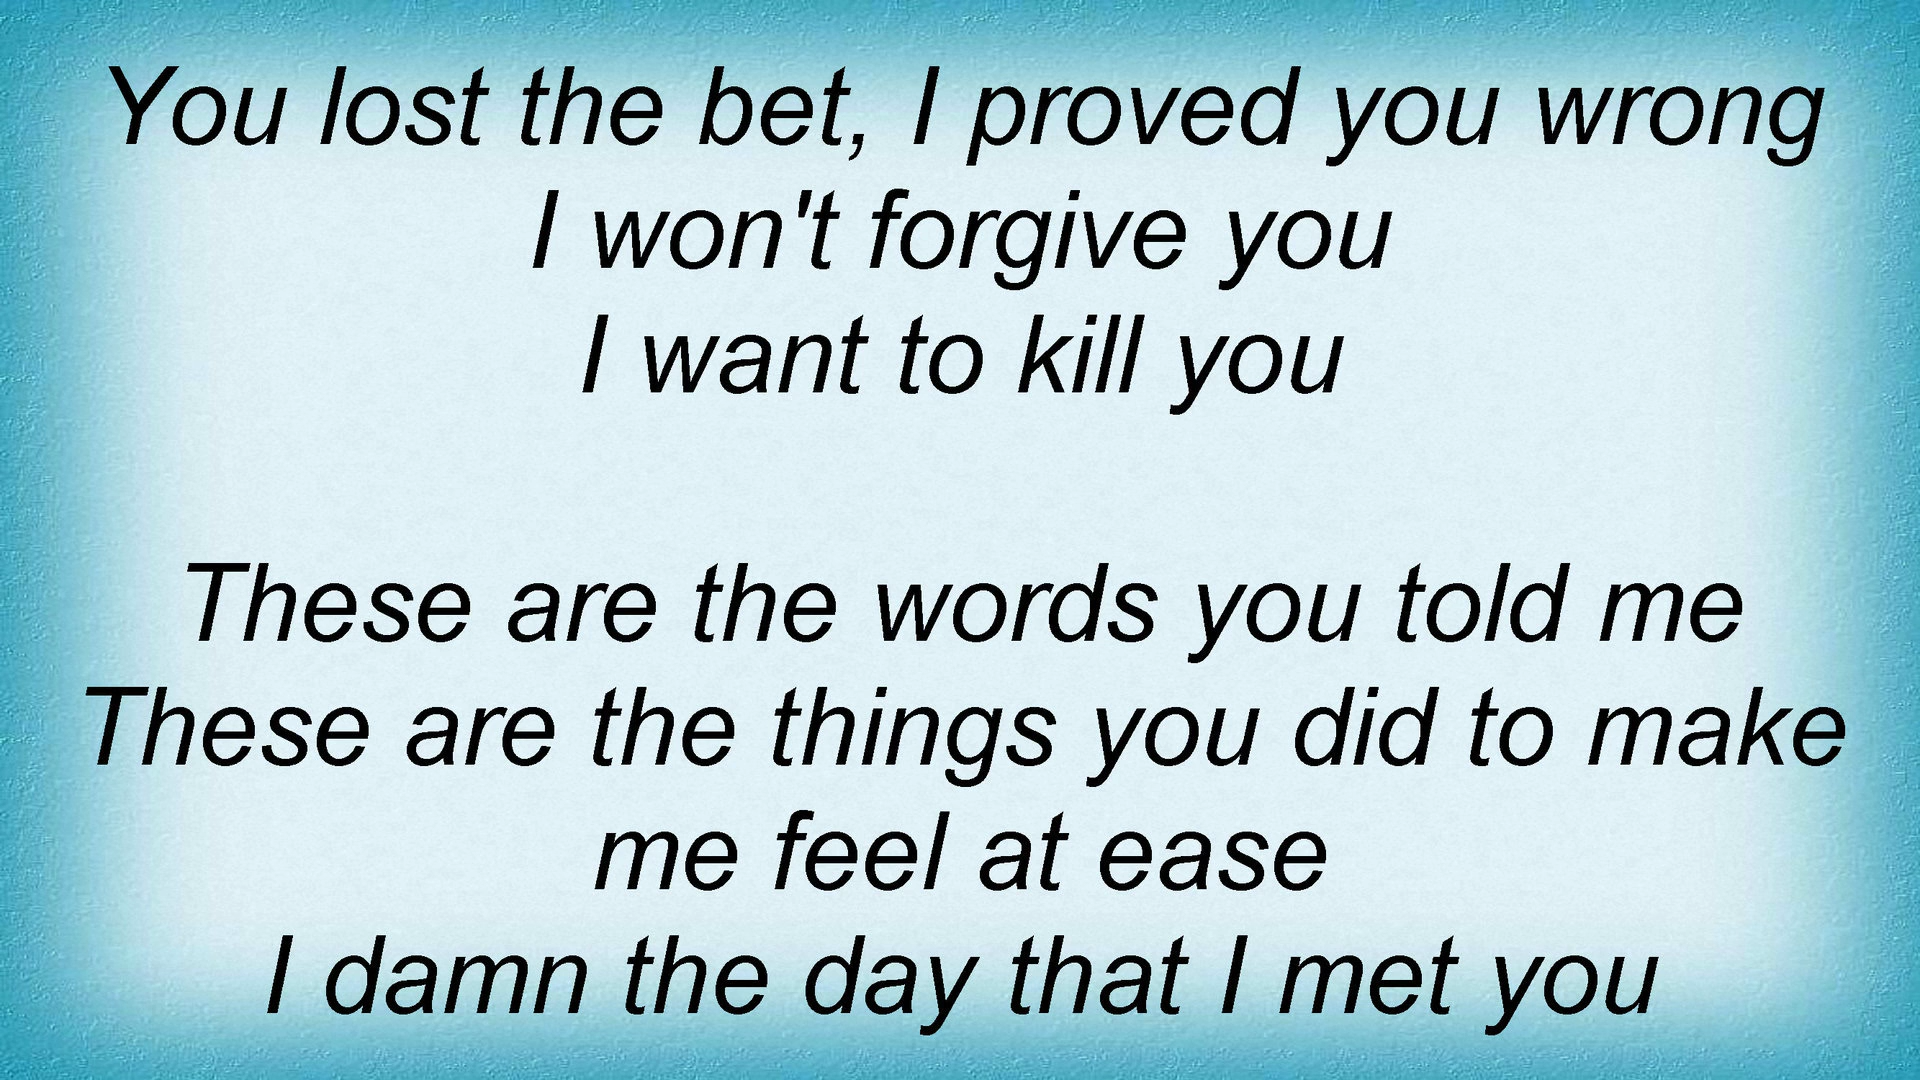 You lost the bet, I proved you wrong
I won't forgive you
I want to kill you
These are the words you told me
These are the things you did to make
me feel at ease
I damn the day that I met you